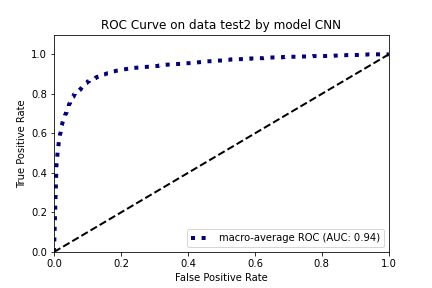 ROC Curve on data test2 by model CNN
True Positive Rate
1.0
0.8
0.6
0.4
0.2
0.0
macro-average ROC (AUC: 0.94)
0.0 0.2 0.4 0.6 0.8 1.0
False Positive Rate